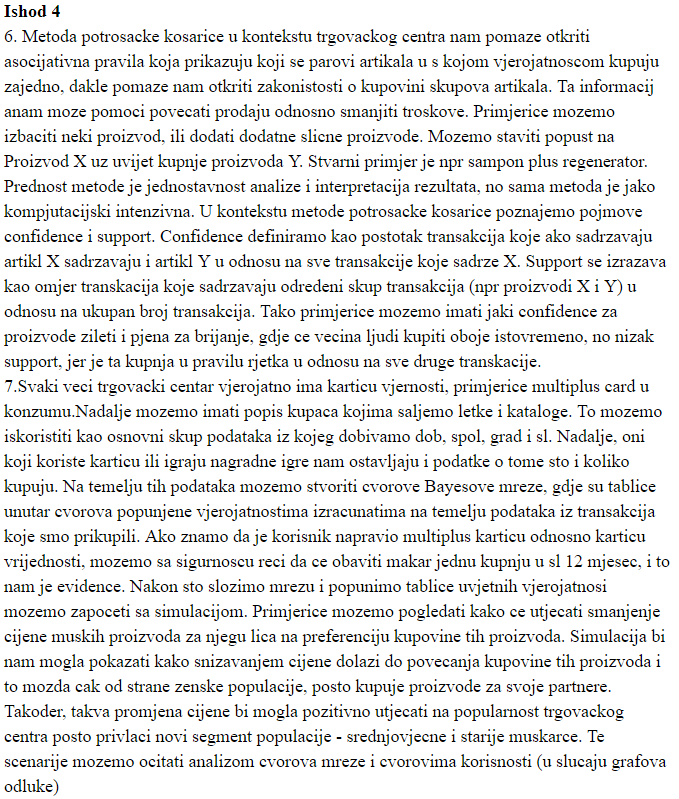 Ishod 4
6. Metoda potrosacke kosarice u kontekstu trgovackog centra nam pomaze otkriti
asocijativna pravila koja prikazuju koji se parovi artikala u s kojom vjerojatnoscom kupuju
zajedno, dakle pomaze nam otkriti zakonistosti o kupovini skupova artikala. Ta informacij
anam moze pomoci povecati prodaju odnosno smanjiti troskove. Primjerice mozemo
izbaciti neki proizvod, ili dodati dodatne slicne proizvode. Mozemo staviti popust na
Proizvod X uz uvijet kupnje proizvoda Y. Stvarni primjer je npr sampon plus regenerator.
Prednost metode je jednostavnost analize i interpretacija rezultata, no sama metoda je jako
kompjutacijski intenzivna. U kontekstu metode potrosacke kosarice poznajemo pojmove
confidence i support. Confidence definiramo kao postotak transakcija koje ako sadrzavaju
artikl X sadrzavaju i artikl Y u odnosu na sve transakcije koje sadrze X. Support se izrazava
kao omjer transkacija koje sadrzavaju odredeni skup transakcija (npr proizvodi X i Y) u
odnosu na ukupan broj transakcija. Tako primjerice mozemo imati jaki confidence za
proizvode zileti i pjena za brijanje, gdje ce vecina ljudi kupiti oboje istovremeno, no nizak
support, jer je ta kupnja u pravilu rjetka u odnosu na sve druge transkacije.
7.Svaki veci trgovacki centar vjerojatno ima karticu vjernosti, primjerice multiplus card u
konzumu.Nadalje mozemo imati popis kupaca kojima saljemo letke i kataloge. To mozemo
iskoristiti kao osnovni skup podataka iz kojeg dobivamo dob, spol, grad i sl. Nadalje, oni
koji koriste karticu ili igraju nagradne igre nam ostavljaju i podatke o tome sto i koliko
kupuju. Na temelju tih podataka mozemo stvoriti cvorove Bayesove mreze, gdje su tablice
unutar cvorova popunjene vjerojatnostima izracunatima na temelju podataka iz transakcija
koje smo prikupili. Ako znamo da je korisnik napravio multiplus karticu odnosno karticu
vrijednosti, mozemo sa sigurnoscu reci da ce obaviti makar jednu kupnju u sl 12 mjesec, i to
nam je evidence. Nakon sto slozimo mrezu i popunimo tablice uvjetnih vjerojatnosi
mozemo zapoceti sa simulacijom. Primjerice mozemo pogledati kako ce utjecati smanjenje
cijene muskih proizvoda za njegu lica na preferenciju kupovine tih proizvoda. Simulacija bi
nam mogla pokazati kako snizavanjem cijene dolazi do povecanja kupovine tih proizvoda i
to mozda cak od strane zenske populacije, posto kupuje proizvode za svoje partnere.
Takoder, takva promjena cijene bi mogla pozitivno utjecati na popularnost trgovackog
centra posto privlaci novi segment populacije - srednjovjecne i starije muskarce. Te
scenarije mozemo ocitati analizom cvorova mreze i cvorovima korisnosti (u slucaju grafova
odluke)